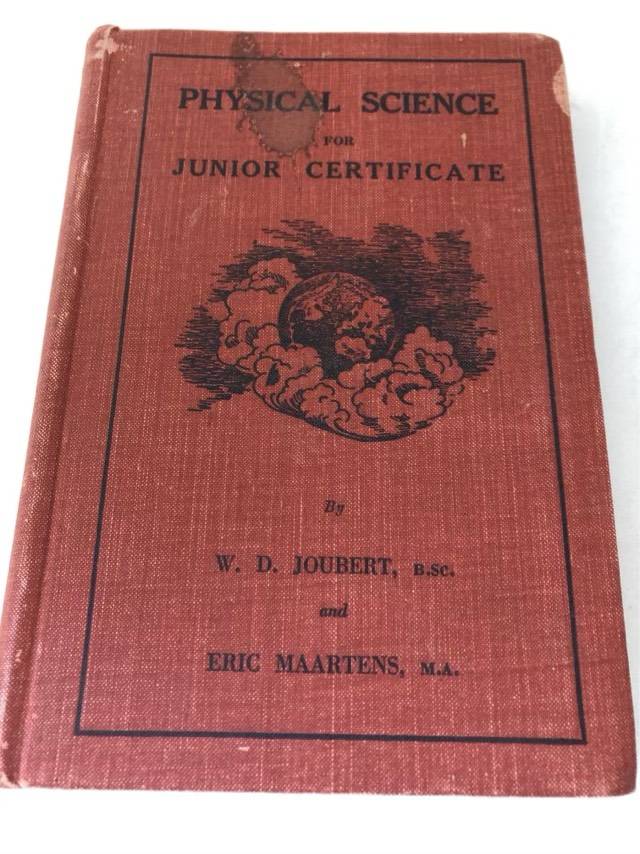 PHYSICAL SCIENCE
FOR
JUNIOR CERTIFICATE
By
W. D. JOUBERT, B.SC.
and
ERIC MAARTENS, M.A.